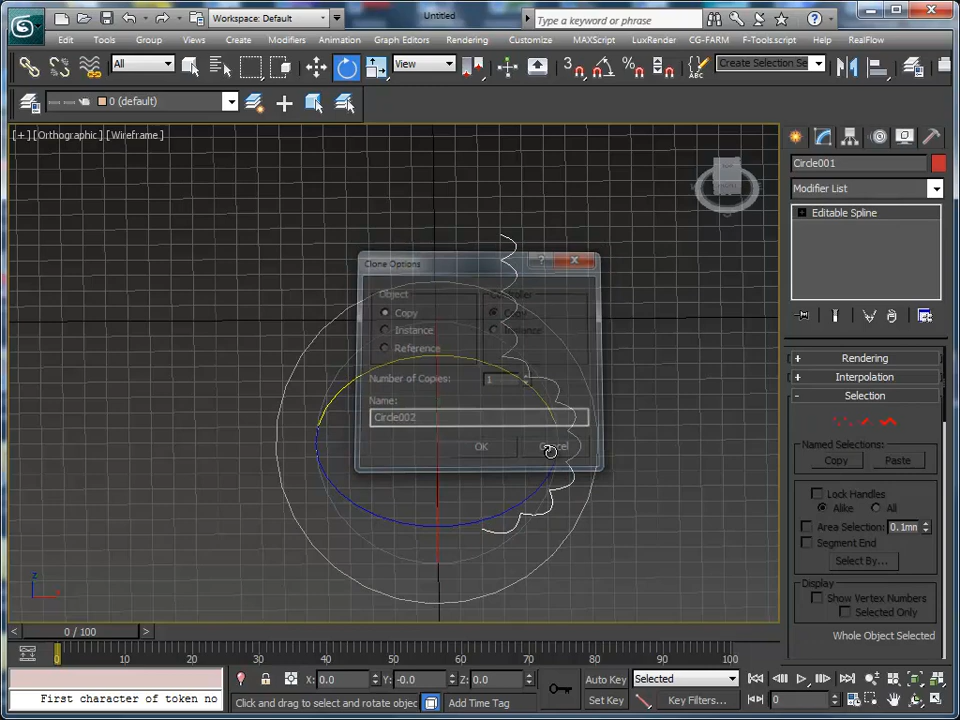 Workspace: Default
Untitled
Type a keyword or phrase
Edit Tools Group Views Create Modifiers Animation Graph Editors Rendering Customize MAXScript LuxRender CG-FARM F-Tools.script Help RealFlow
All
View
3
Create Selection Se
0 (default)
[+][Orthographic][Wireframe]
Circle001
Modifier List
Editable Spline
Clone Options
Object
Copy
Copy
Instance
Instance
Reference
Number of Copies:
1
Name:
Circle002
OK
Cancel
+ Rendering
+ Interpolation
- Selection
Named Selections:
Copy Paste
Lock Handles
Alike All
Area Selection: 0.1mm
Segment End
Select By...
Display
Show Vertex Numbers
Selected Only
Whole Object Selected
z
x
< 0 / 100 >
0 10 20 30 40 50 60 70 80 90 100
X: 0.0 Y: -0.0 Z: 0.0
Auto Key Selected
First character of token no
Click and drag to select and rotate objec
Add Time Tag
Set Key Key Filters...
0